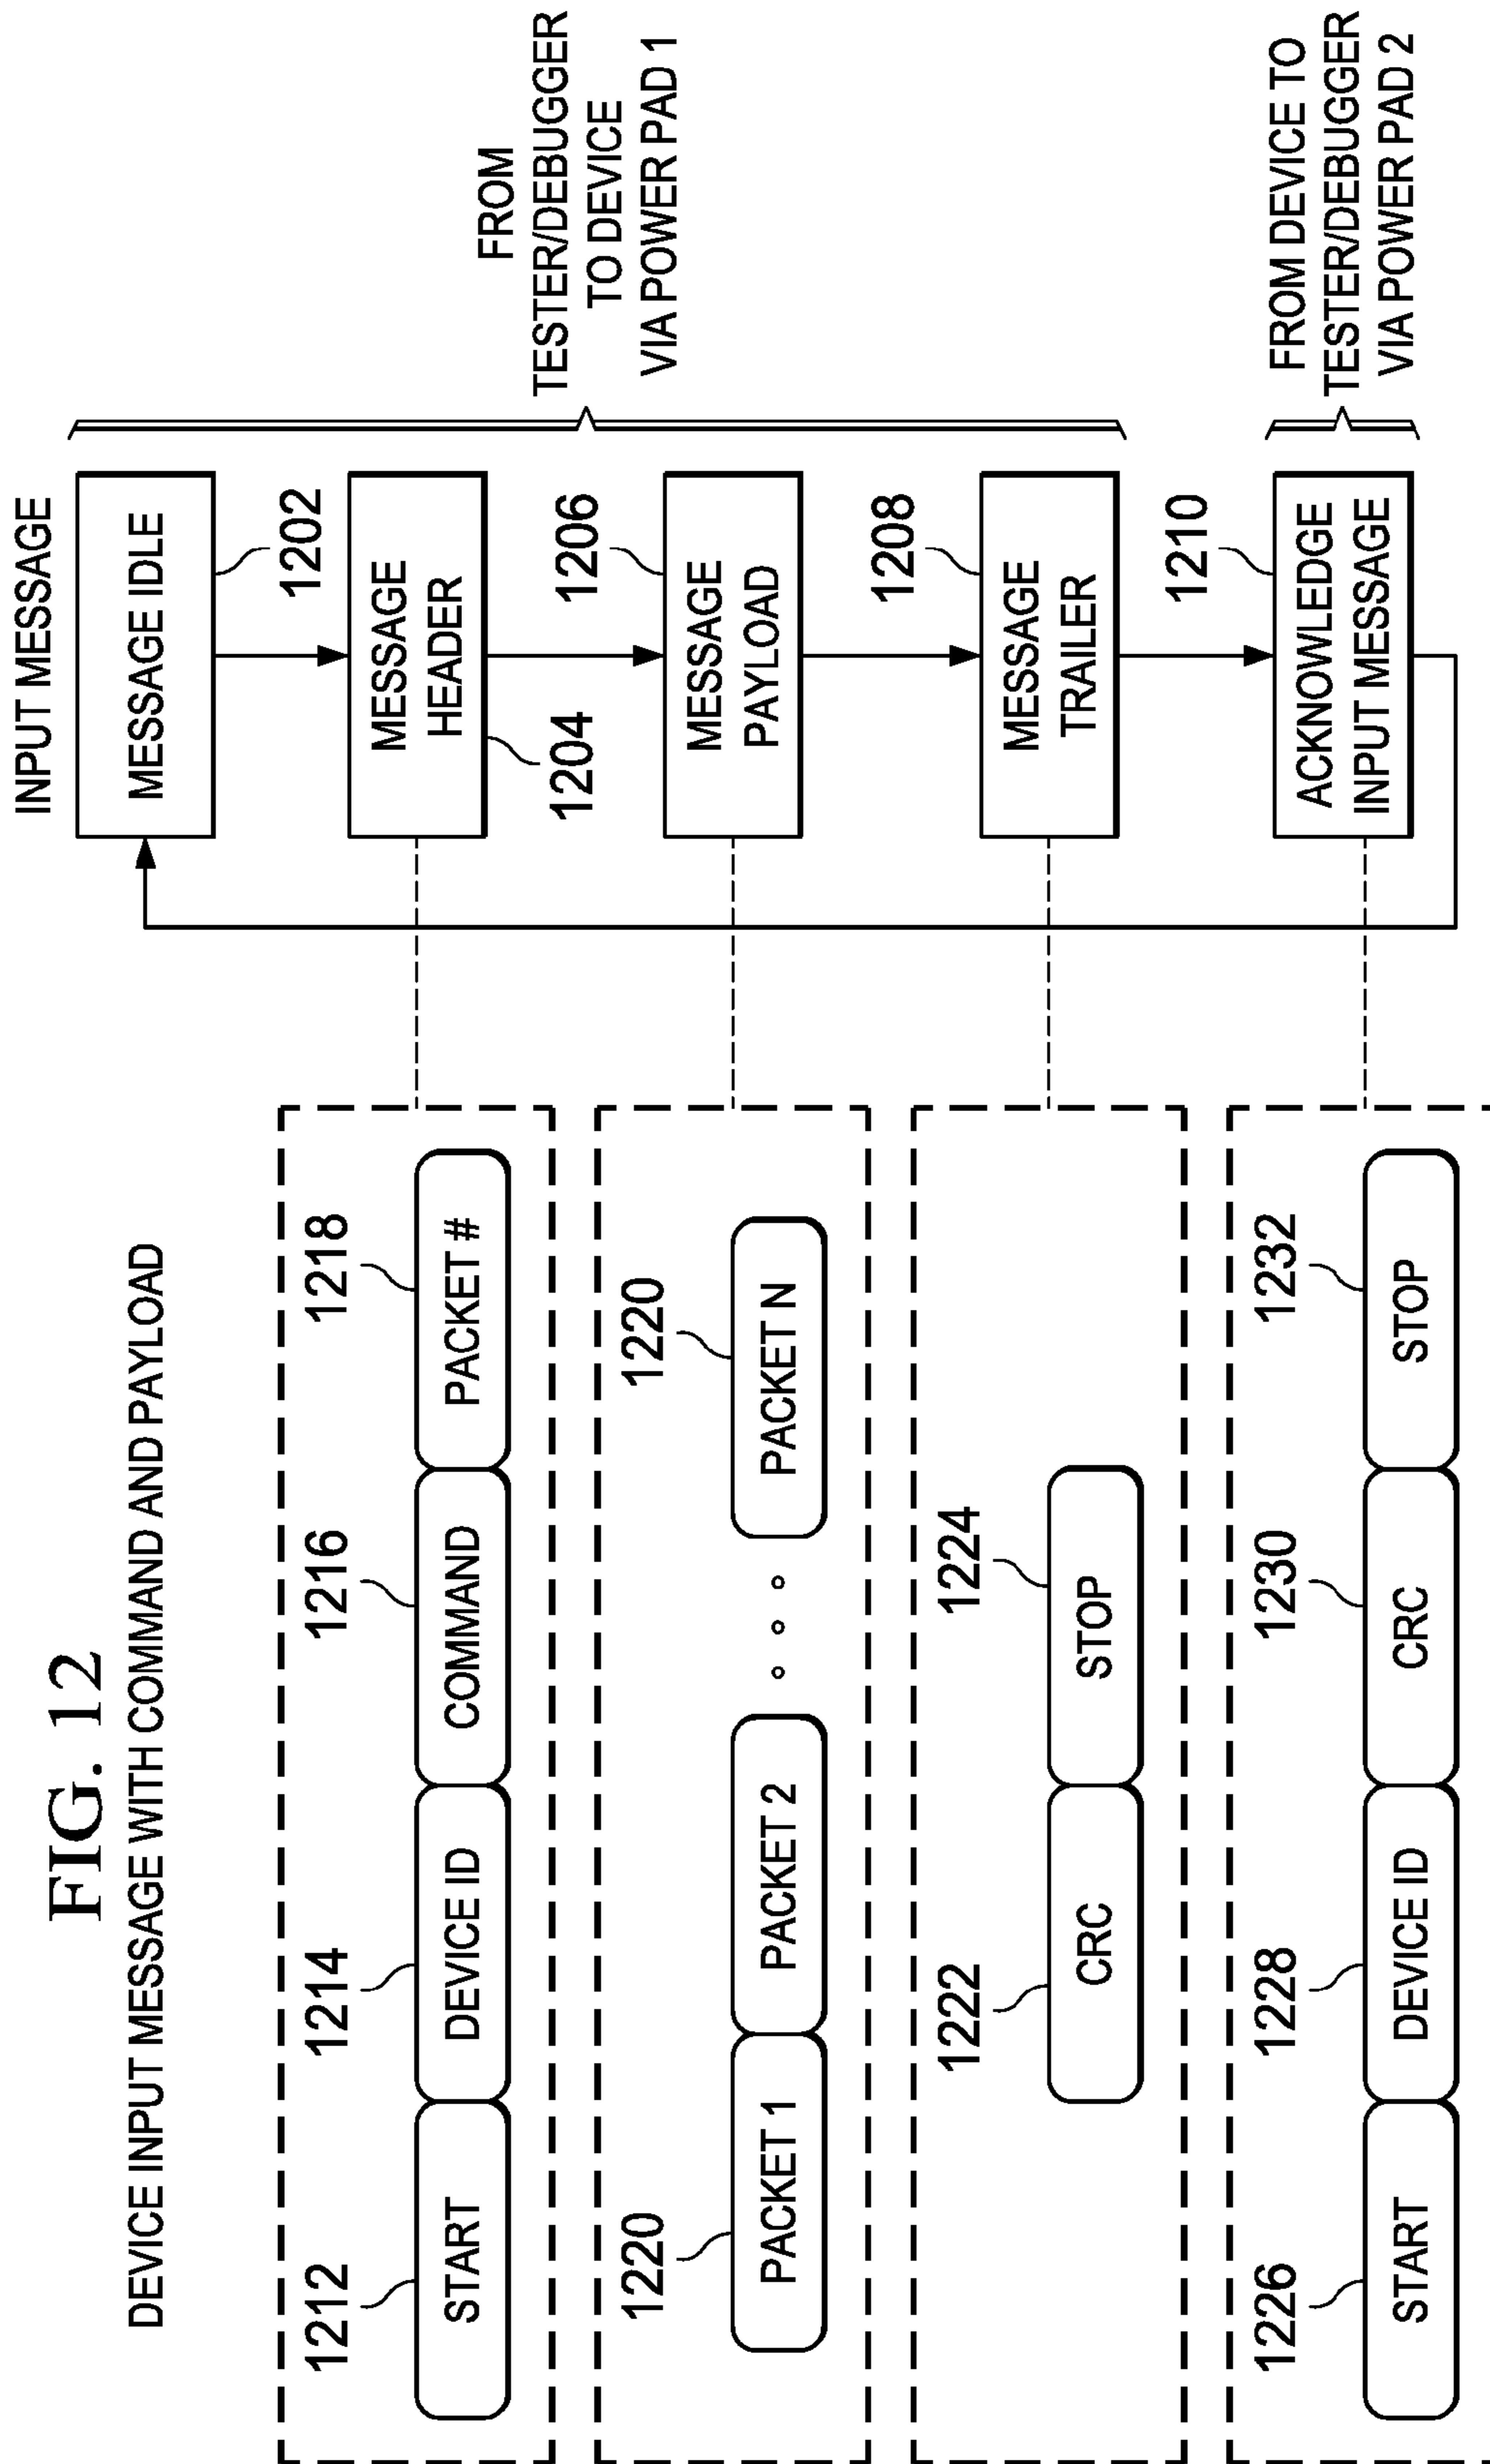 FIG. 12
DEVICE INPUT MESSAGE WITH COMMAND AND PAYLOAD
INPUT MESSAGE
1212
1214
1216
1218
START
DEVICE ID
COMMAND
PACKET #
1220
1220
PACKET 1
PACKET 2
PACKET N
1222
1224
CRC
STOP
1226
1228
1230
1232
START
DEVICE ID
CRC
STOP
MESSAGE IDLE
1202
MESSAGE
HEADER
1204
1206
MESSAGE
PAYLOAD
1208
MESSAGE
TRAILER
1210
ACKNOWLEDGE
INPUT MESSAGE
FROM
TESTER/DEBUGGER
TO DEVICE
VIA POWER PAD 1
FROM DEVICE TO
TESTER/DEBUGGER
VIA POWER PAD 2